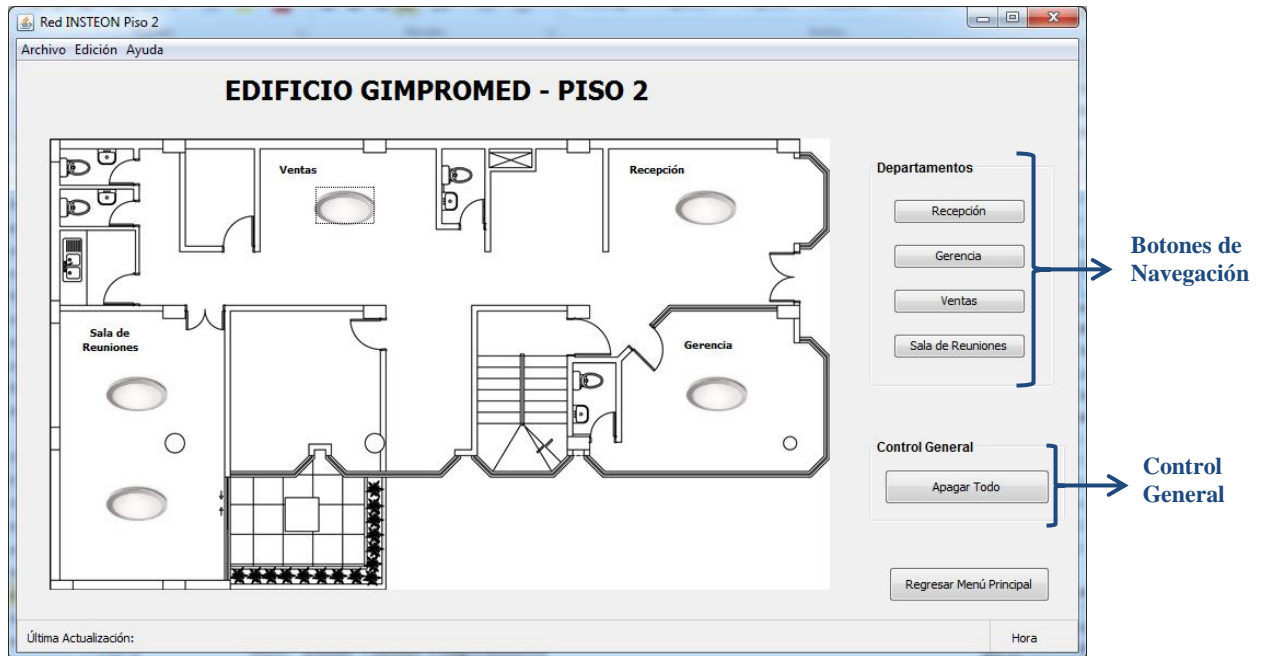 Red INSTEON Piso 2
Archivo Edición Ayuda
EDIFICIO GIMPROMED - PISO 2
Ventas
Recepción
Sala de
Reuniones
Gerencia
Departamentos
Recepción
Gerencia
Ventas
Sala de Reuniones
Control General
Apagar Todo
Regresar Menú Principal
Última Actualización:
Hora
Botones de
Navegación
Control
General